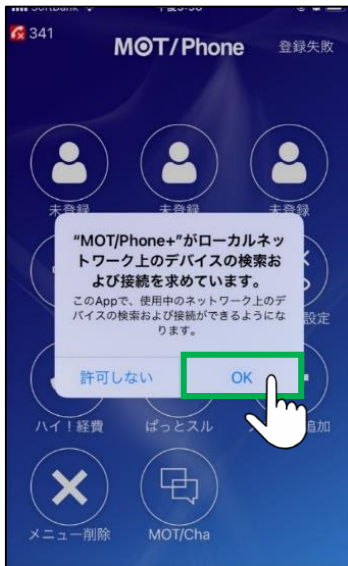 SoftBank
341
MOT/Phone
登録失敗
未登録
未登録
未登録
“MOT/Phone+”がローカルネッ
トワーク上のデバイスの検索お
よび接続を求めています。
このAppで、使用中のネットワーク上のデ
バイスの検索および接続ができるようにな
ります。
設定
許可しない
OK
ハイ！経費
ぱっとスル
追加
メニュー削除
MOT/Cha